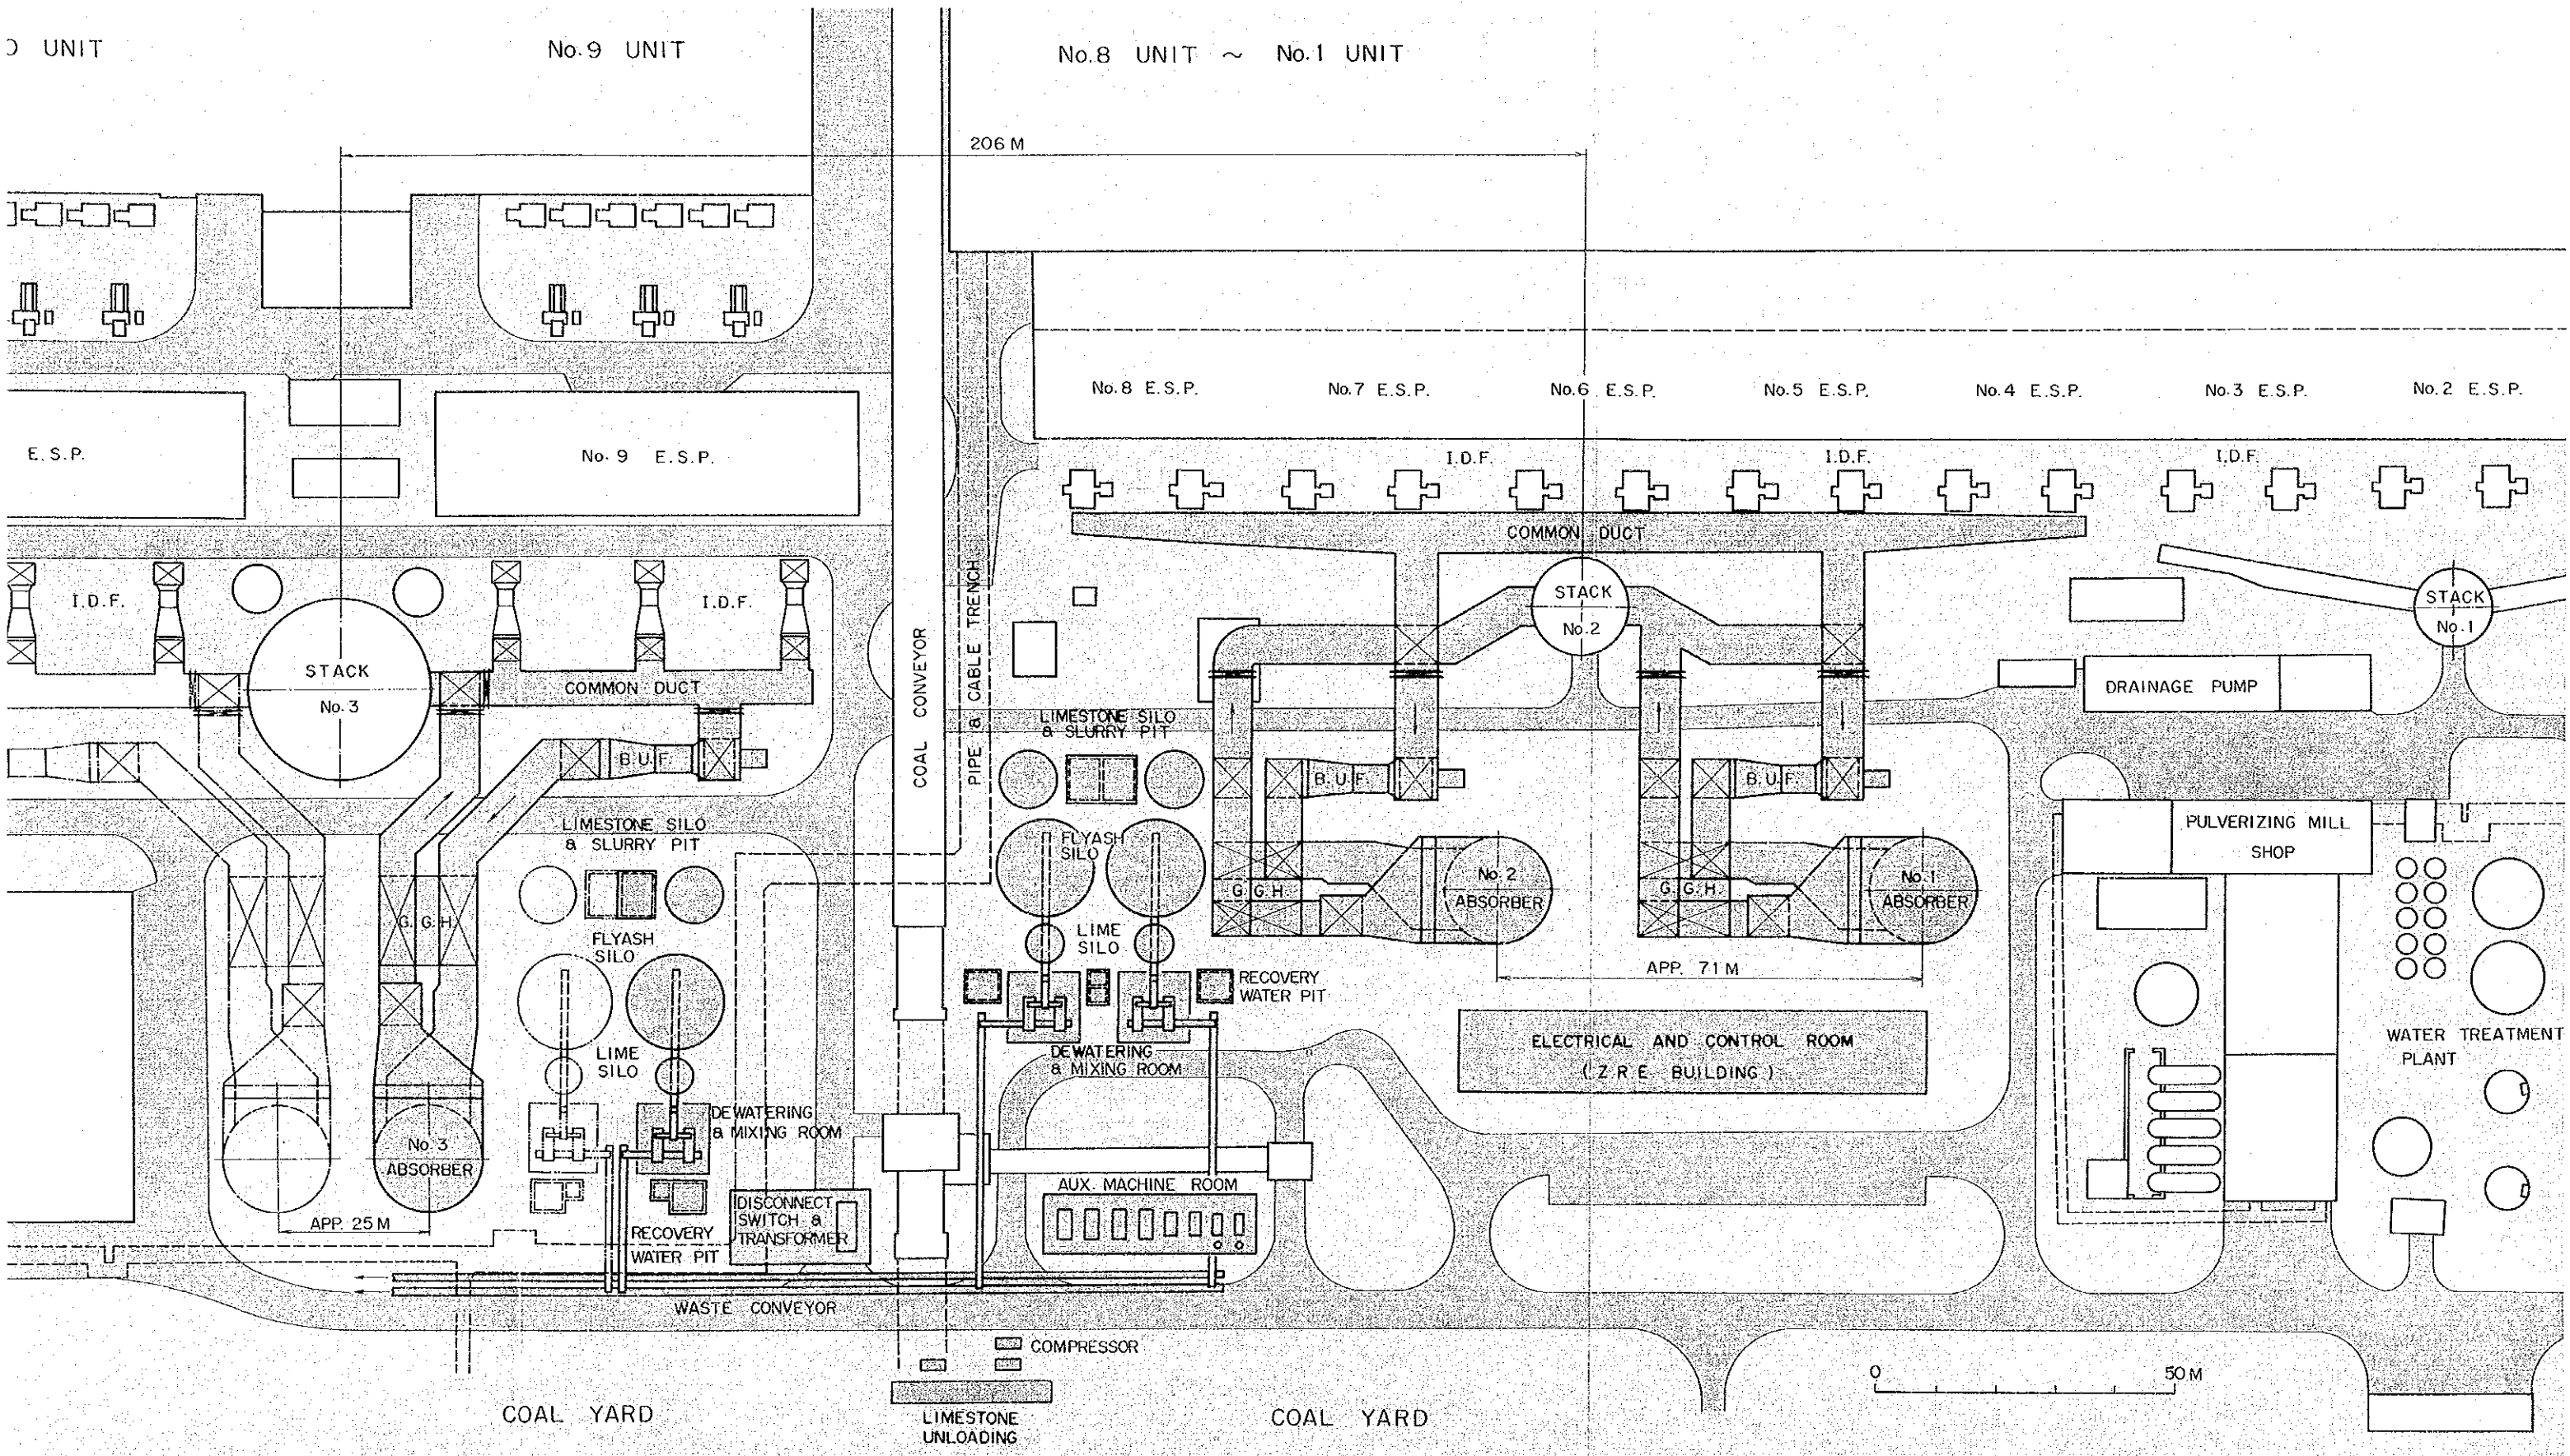 UNIT
No.9 UNIT
No.8 UNIT ~ No.1 UNIT
206 M
No.8 E.S.P.
No.7 E.S.P.
No.6 E.S.P.
No.5 E.S.P.
No.4 E.S.P.
No.3 E.S.P.
No.2 E.S.P.
E.S.P.
No.9 E.S.P.
I.D.F.
I.D.F.
I.D.F.
COMMON DUCT
I.D.F.
I.D.F.
STACK
No.3
COMMON DUCT
B.U.F.
COAL CONVEYOR
PIPE & CABLE TRENCH
STACK
No.2
STACK
No.1
DRAINAGE PUMP
LIMESTONE SILO
& SLURRY PIT
B.U.F.
B.U.F.
LIMESTONE SILO
& SLURRY PIT
FLYASH
SILO
PULVERIZING MILL
SHOP
G.G.H.
No.2
ABSORBER
G.G.H.
No.1
ABSORBER
G.G.H.
FLYASH
SILO
LIME
SILO
RECOVERY
WATER PIT
APP. 71 M
LIME
SILO
DEWATERING
& MIXING ROOM
ELECTRICAL AND CONTROL ROOM
( Z R E BUILDING )
WATER TREATMENT
PLANT
DEWATERING
& MIXING ROOM
No.3
ABSORBER
APP. 25 M
RECOVERY
WATER PIT
DISCONNECT
SWITCH &
TRANSFORMER
AUX. MACHINE ROOM
WASTE CONVEYOR
COMPRESSOR
LIMESTONE
UNLOADING
COAL YARD
COAL YARD
0 50 M